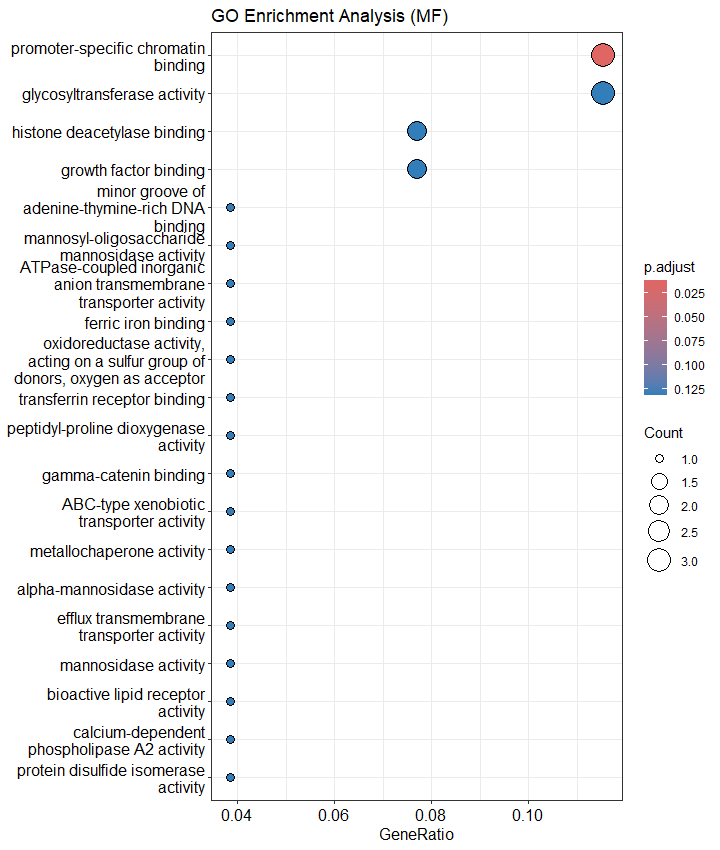 GO Enrichment Analysis (MF)
promoter-specific chromatin
binding
glycosyltransferase activity
histone deacetylase binding
growth factor binding
minor groove of
adenine-thymine-rich DNA
binding
mannosyl-oligosaccharide
mannosidase activity
ATPase-coupled inorganic
anion transmembrane
transporter activity
ferric iron binding
oxidoreductase activity,
acting on a sulfur group of
donors, oxygen as acceptor
transferrin receptor binding
peptidyl-proline dioxygenase
activity
gamma-catenin binding
ABC-type xenobiotic
transporter activity
metallochaperone activity
alpha-mannosidase activity
efflux transmembrane
transporter activity
mannosidase activity
bioactive lipid receptor
activity
calcium-dependent
phospholipase A2 activity
protein disulfide isomerase
activity
0.04 0.06 0.08 0.10
GeneRatio
p.adjust
0.025
0.050
0.075
0.100
0.125
Count
1.0
1.5
2.0
2.5
3.0